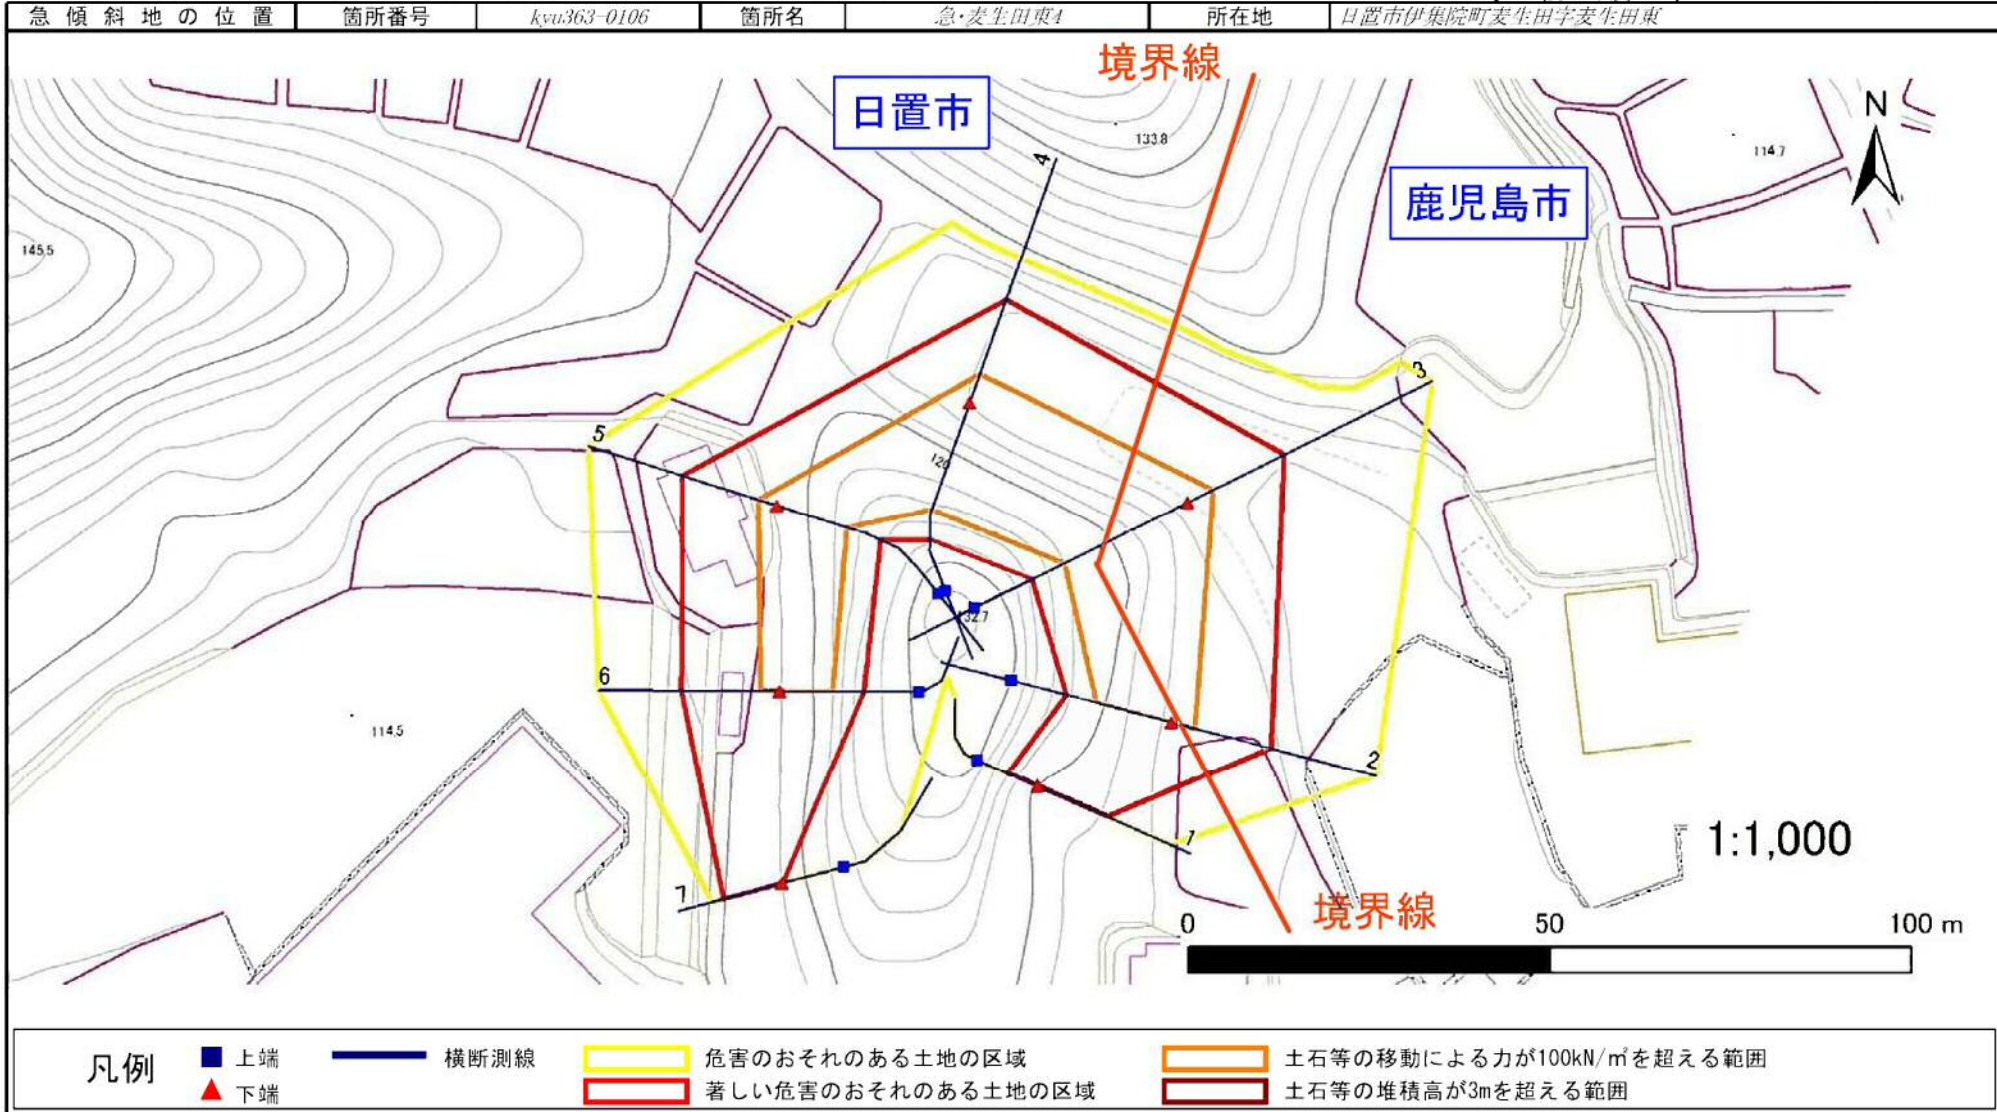 急傾斜地の位置 箇所番号 kyu363-0106 箇所名 急・麦生田東4 所在地 日置市伊集院町麦生田字麦生田東
境界線
日置市
133.8
N
114.7
4
鹿児島市
145.5
3
5
120
132.7
6
114.5
2
1
1:1,000
7
境界線
0 50 100 m
凡例 上端 横断測線 危害のおそれのある土地の区域 土石等の移動による力が100kN/㎡を超える範囲
下端 著しい危害のおそれのある土地の区域 土石等の堆積高が3mを超える範囲